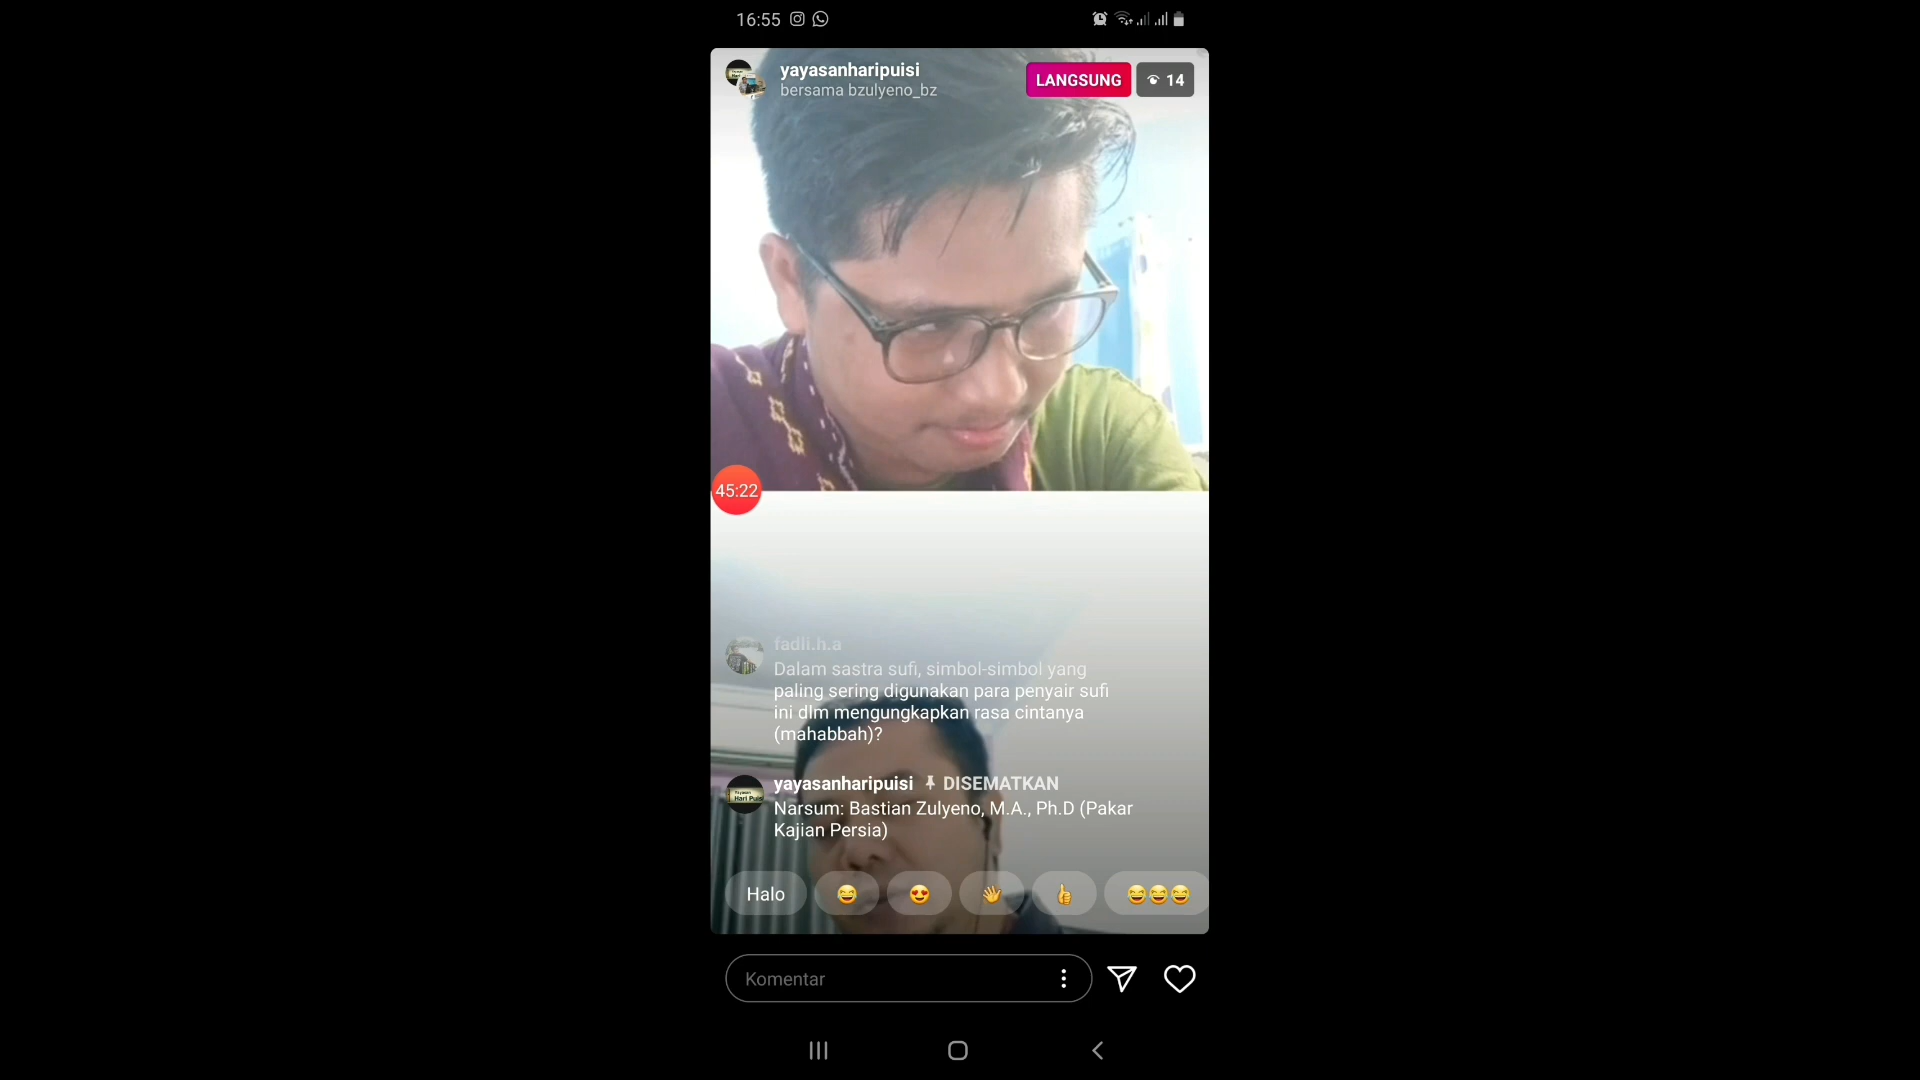 16:55
yayasanharipuisi
bersama bzulyeno_bz
LANGSUNG
14
45:22
fadli.h.a
Dalam sastra sufi, simbol-simbol yang
paling sering digunakan para penyair sufi
ini dlm mengungkapkan rasa cintanya
(mahabbah)?
yayasanharipuisi DISEMATKAN
Narsum: Bastian Zulyeno, M.A., Ph.D (Pakar
Kajian Persia)
Halo
Komentar